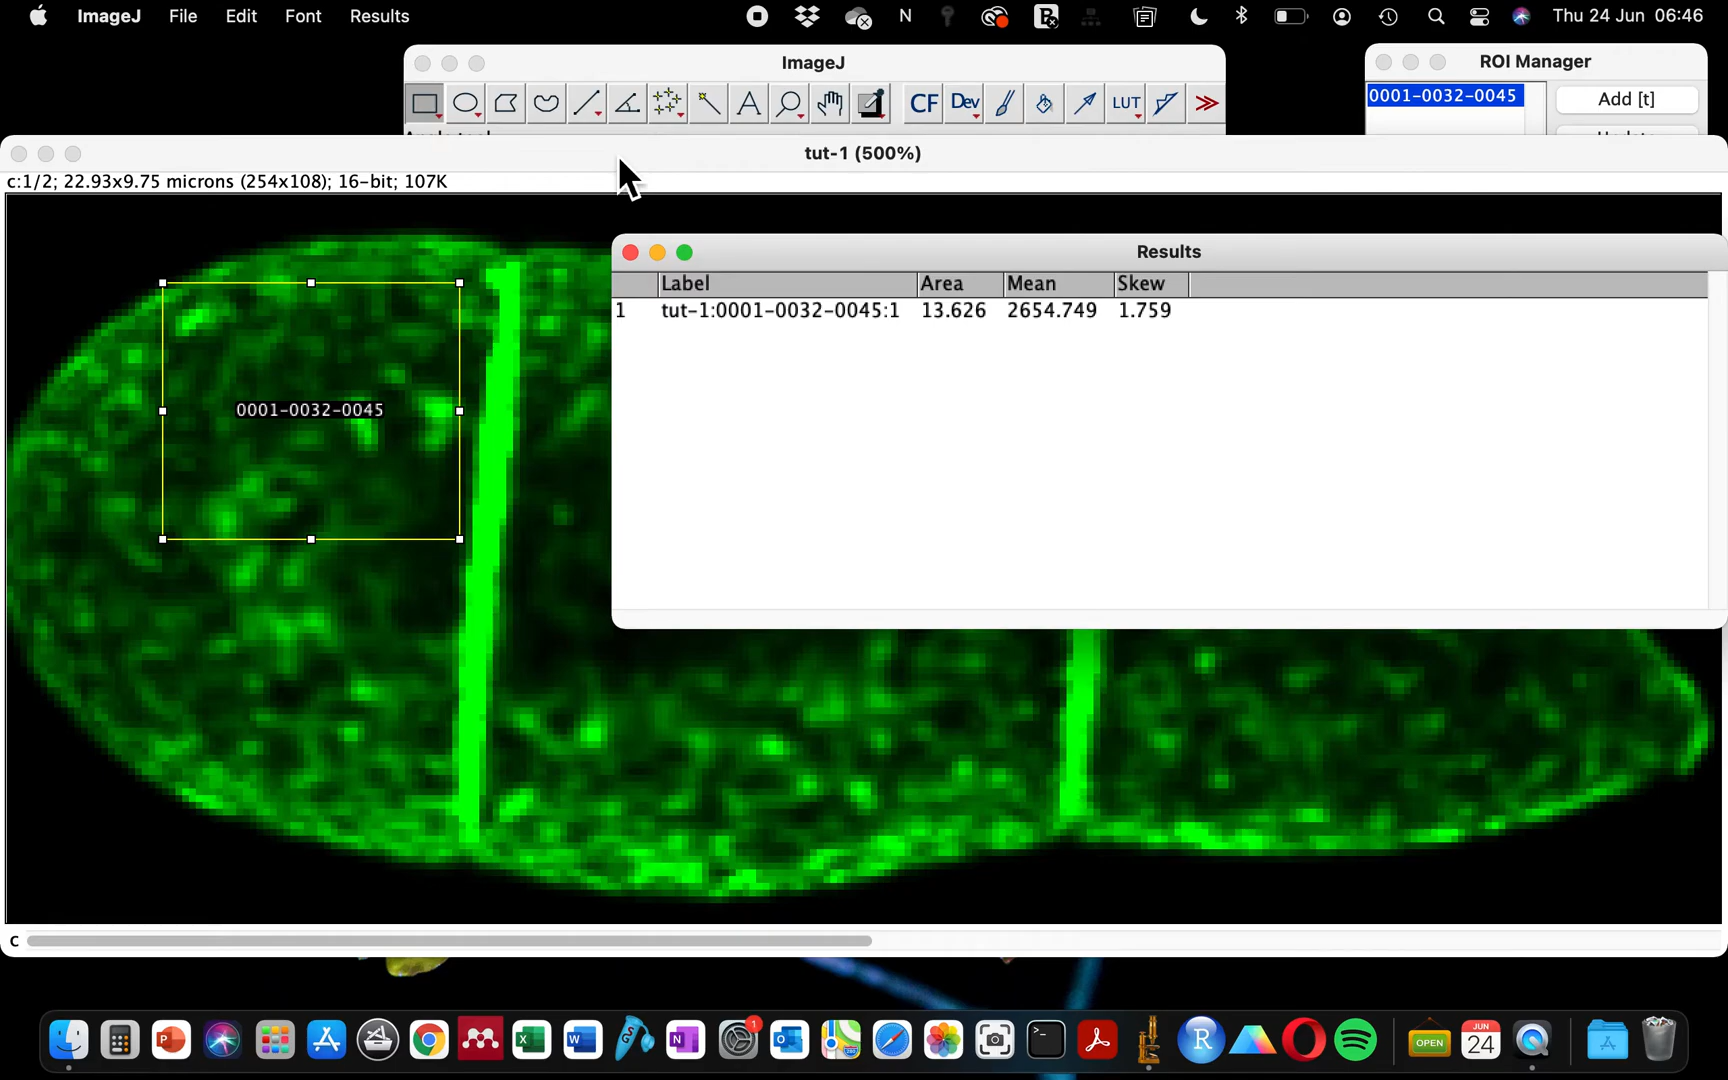 ImageJ File Edit Font Results N Thu 24 Jun 06:46
ImageJ
ROI Manager
CF Dev LUT
0001-0032-0045 Add [t]
tut-1 (500%)
c:1/2; 22.93x9.75 microns (254x108); 16-bit; 107K
Results
Label Area Mean Skew
1 tut-1:0001-0032-0045:1 13.626 2654.749 1.759
0001-0032-0045
C
1
JUN
OPEN 24